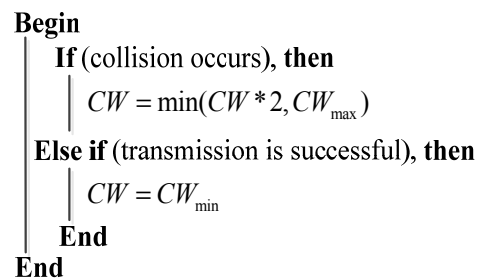 Begin
If (collision occurs), then
CW = min(CW * 2, CW_max)
Else if (transmission is successful), then
CW = CW_min
End
End